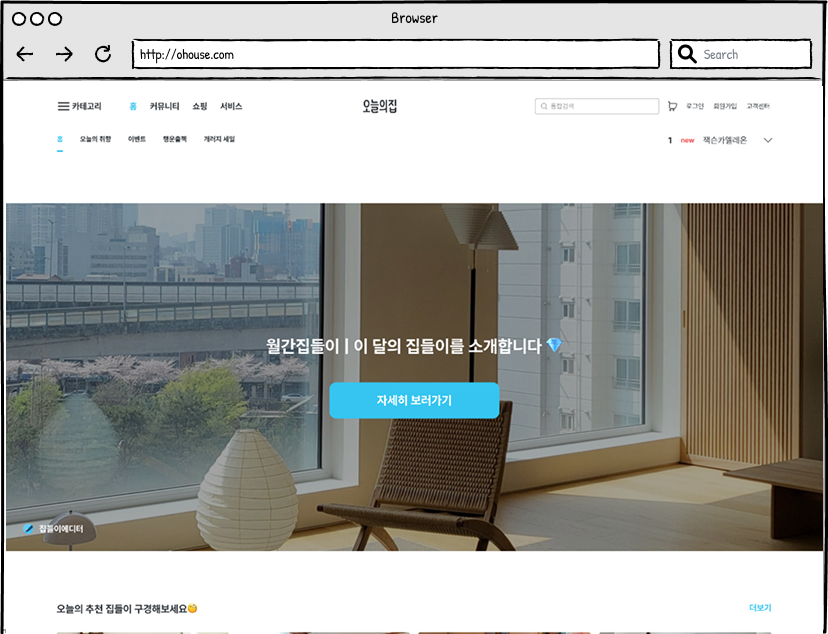 Browser
http://ohouse.com
Search
카테고리 홈 커뮤니티 쇼핑 서비스 오늘의집 통합검색 로그인 회원가입 고객센터
홈 오늘의 취향 이벤트 행운출첵 게러지 세일 1 new 잭슨카멜레온
월간집들이 | 이 달의 집들이를 소개합니다 💎
자세히 보러가기
집들이에디터
오늘의 추천 집들이 구경해보세요🧐 더보기